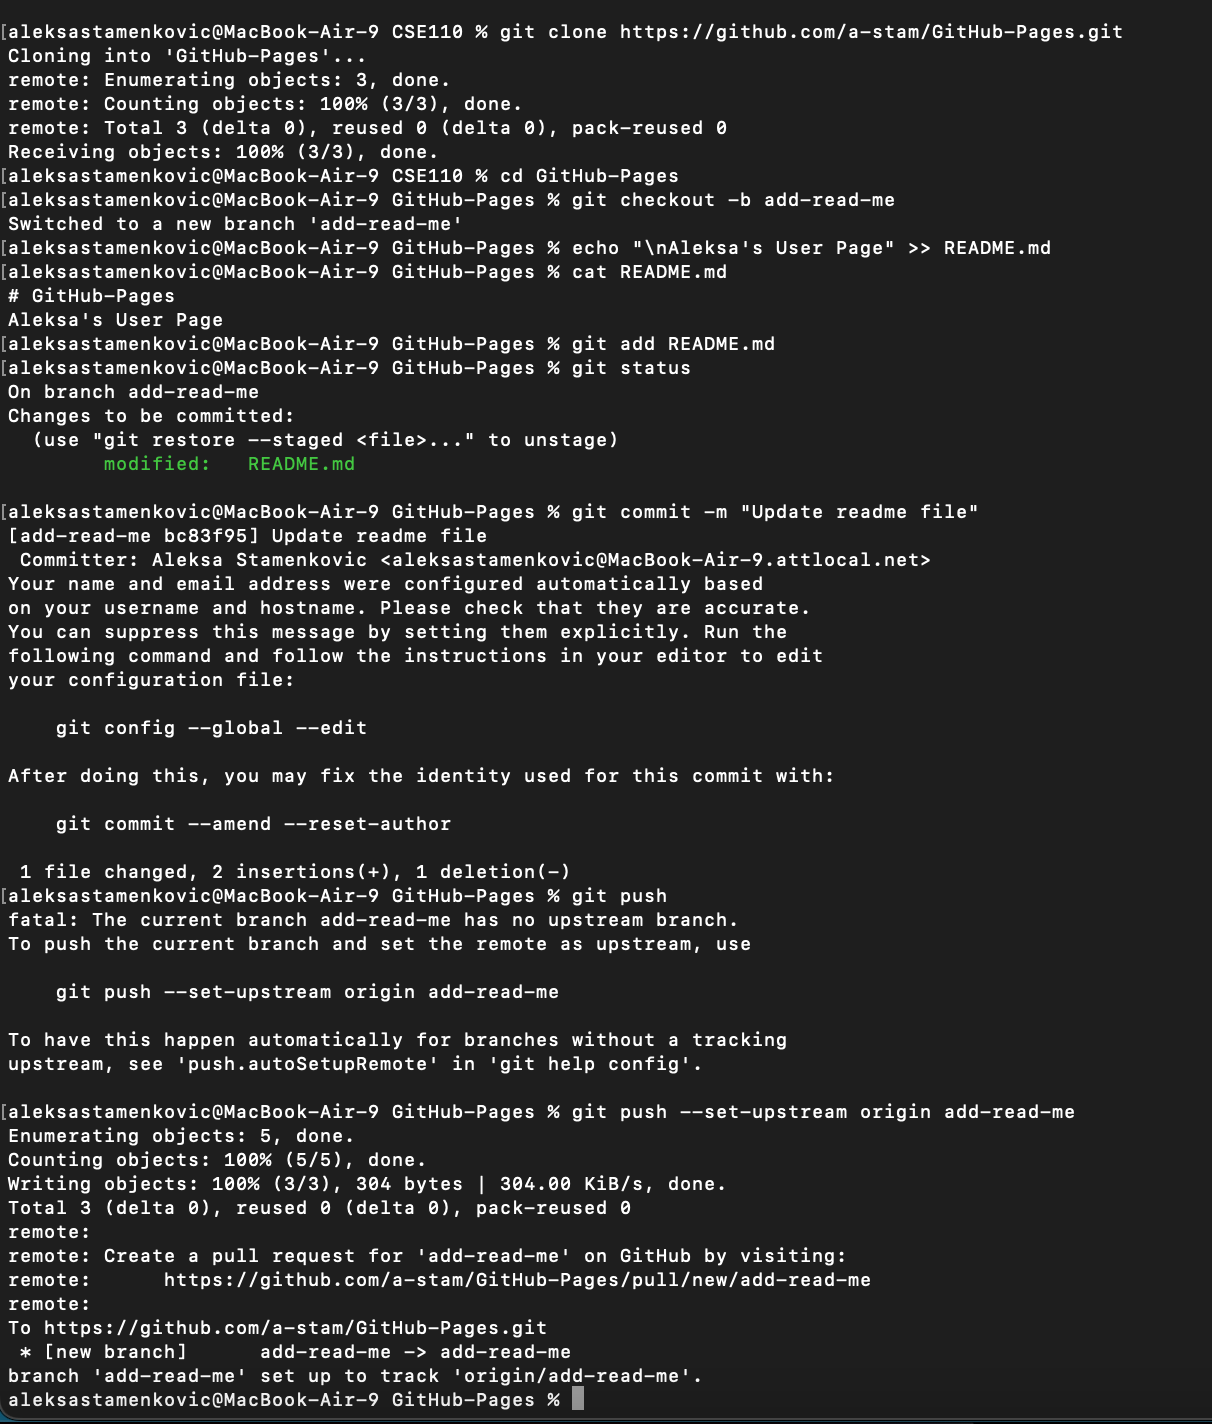 [aleksastamenkovic@MacBook-Air-9 CSE110 % git clone https://github.com/a-stam/GitHub-Pages.git
Cloning into 'GitHub-Pages'...
remote: Enumerating objects: 3, done.
remote: Counting objects: 100% (3/3), done.
remote: Total 3 (delta 0), reused 0 (delta 0), pack-reused 0
Receiving objects: 100% (3/3), done.
[aleksastamenkovic@MacBook-Air-9 CSE110 % cd GitHub-Pages
[aleksastamenkovic@MacBook-Air-9 GitHub-Pages % git checkout -b add-read-me
Switched to a new branch 'add-read-me'
[aleksastamenkovic@MacBook-Air-9 GitHub-Pages % echo "\nAleksa's User Page" >> README.md
[aleksastamenkovic@MacBook-Air-9 GitHub-Pages % cat README.md
# GitHub-Pages
Aleksa's User Page
[aleksastamenkovic@MacBook-Air-9 GitHub-Pages % git add README.md
[aleksastamenkovic@MacBook-Air-9 GitHub-Pages % git status
On branch add-read-me
Changes to be committed:
  (use "git restore --staged <file>..." to unstage)
        modified:   README.md

[aleksastamenkovic@MacBook-Air-9 GitHub-Pages % git commit -m "Update readme file"
[add-read-me bc83f95] Update readme file
 Committer: Aleksa Stamenkovic <aleksastamenkovic@MacBook-Air-9.attlocal.net>
Your name and email address were configured automatically based
on your username and hostname. Please check that they are accurate.
You can suppress this message by setting them explicitly. Run the
following command and follow the instructions in your editor to edit
your configuration file:

    git config --global --edit

After doing this, you may fix the identity used for this commit with:

    git commit --amend --reset-author

 1 file changed, 2 insertions(+), 1 deletion(-)
[aleksastamenkovic@MacBook-Air-9 GitHub-Pages % git push
fatal: The current branch add-read-me has no upstream branch.
To push the current branch and set the remote as upstream, use

    git push --set-upstream origin add-read-me

To have this happen automatically for branches without a tracking
upstream, see 'push.autoSetupRemote' in 'git help config'.

[aleksastamenkovic@MacBook-Air-9 GitHub-Pages % git push --set-upstream origin add-read-me
Enumerating objects: 5, done.
Counting objects: 100% (5/5), done.
Writing objects: 100% (3/3), 304 bytes | 304.00 KiB/s, done.
Total 3 (delta 0), reused 0 (delta 0), pack-reused 0
remote:
remote: Create a pull request for 'add-read-me' on GitHub by visiting:
remote:      https://github.com/a-stam/GitHub-Pages/pull/new/add-read-me
remote:
To https://github.com/a-stam/GitHub-Pages.git
 * [new branch]      add-read-me -> add-read-me
branch 'add-read-me' set up to track 'origin/add-read-me'.
aleksastamenkovic@MacBook-Air-9 GitHub-Pages %